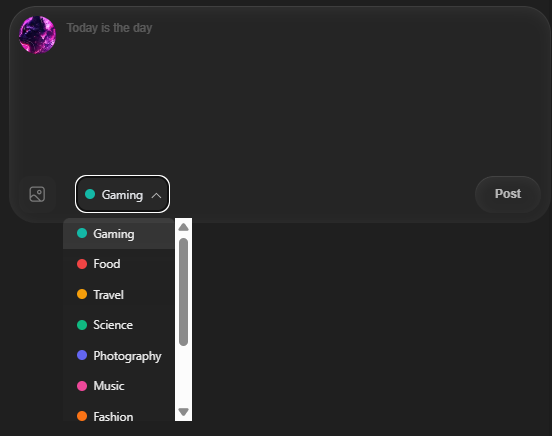 Today is the day
Gaming
Post
Gaming
Food
Travel
Science
Photography
Music
Fashion